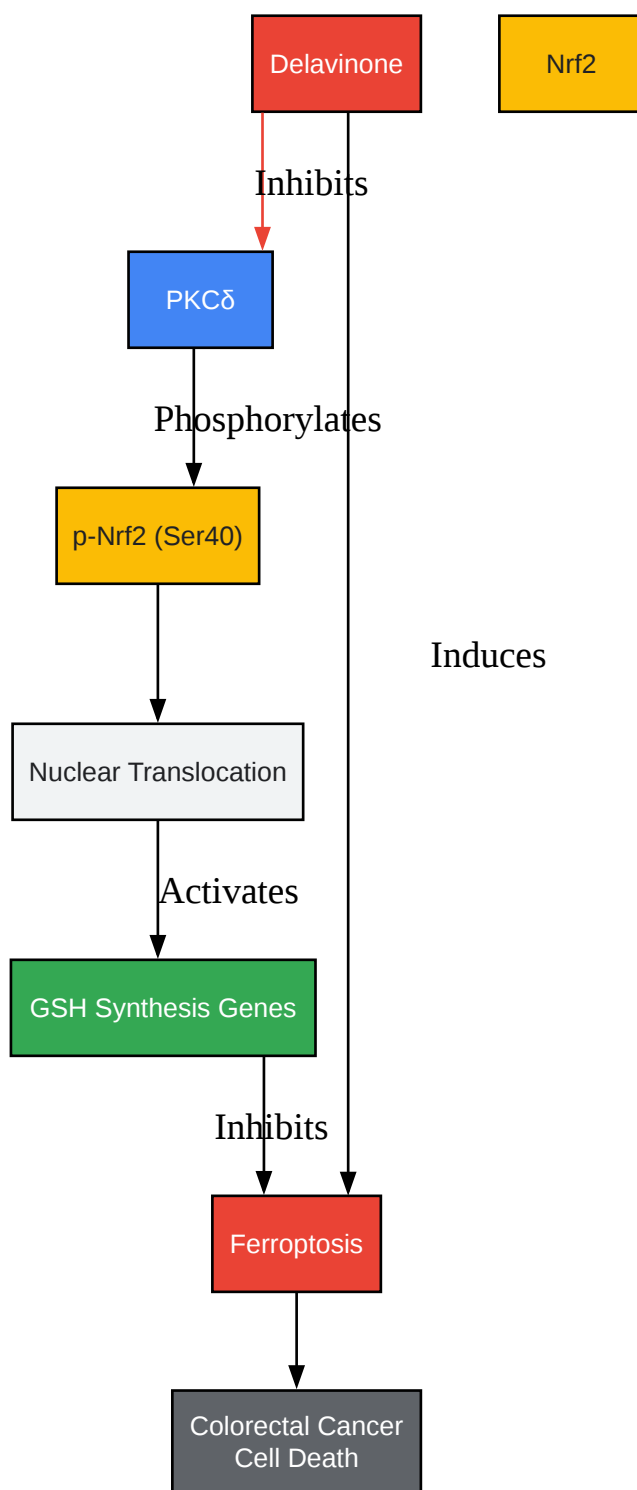 Delavinone
Nrf2
Inhibits
PKCδ
Phosphorylates
p-Nrf2 (Ser40)
Induces
Nuclear Translocation
Activates
GSH Synthesis Genes
Inhibits
Ferroptosis
Colorectal Cancer
Cell Death